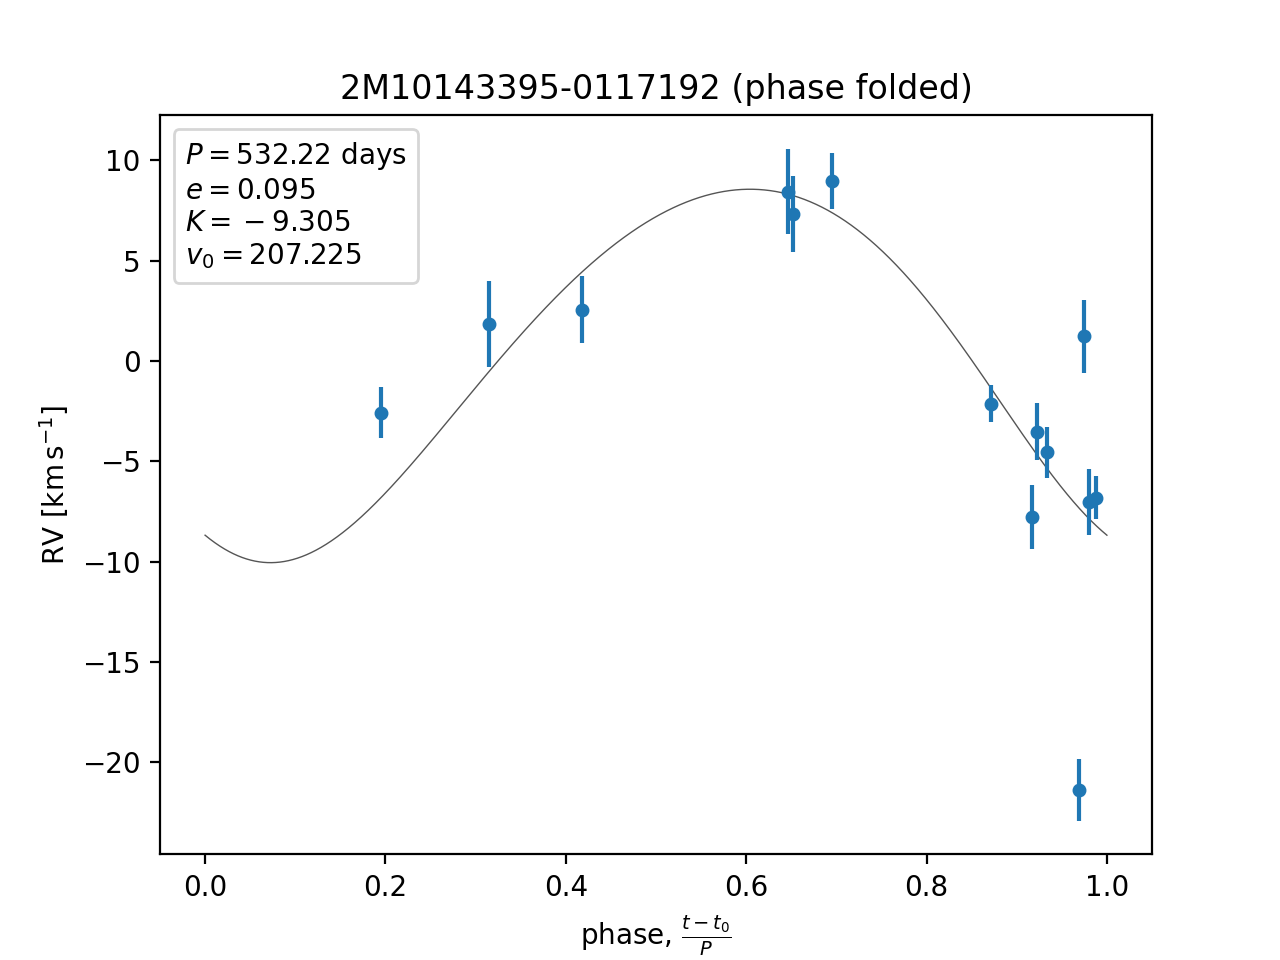 2M10143395-0117192 (phase folded)
P = 532.22 days
e = 0.095
K = −9.305
v₀ = 207.225
10
5
0
−5
−10
−15
−20
RV [km s⁻¹]
0.0 0.2 0.4 0.6 0.8 1.0
phase, (t − t₀)/P